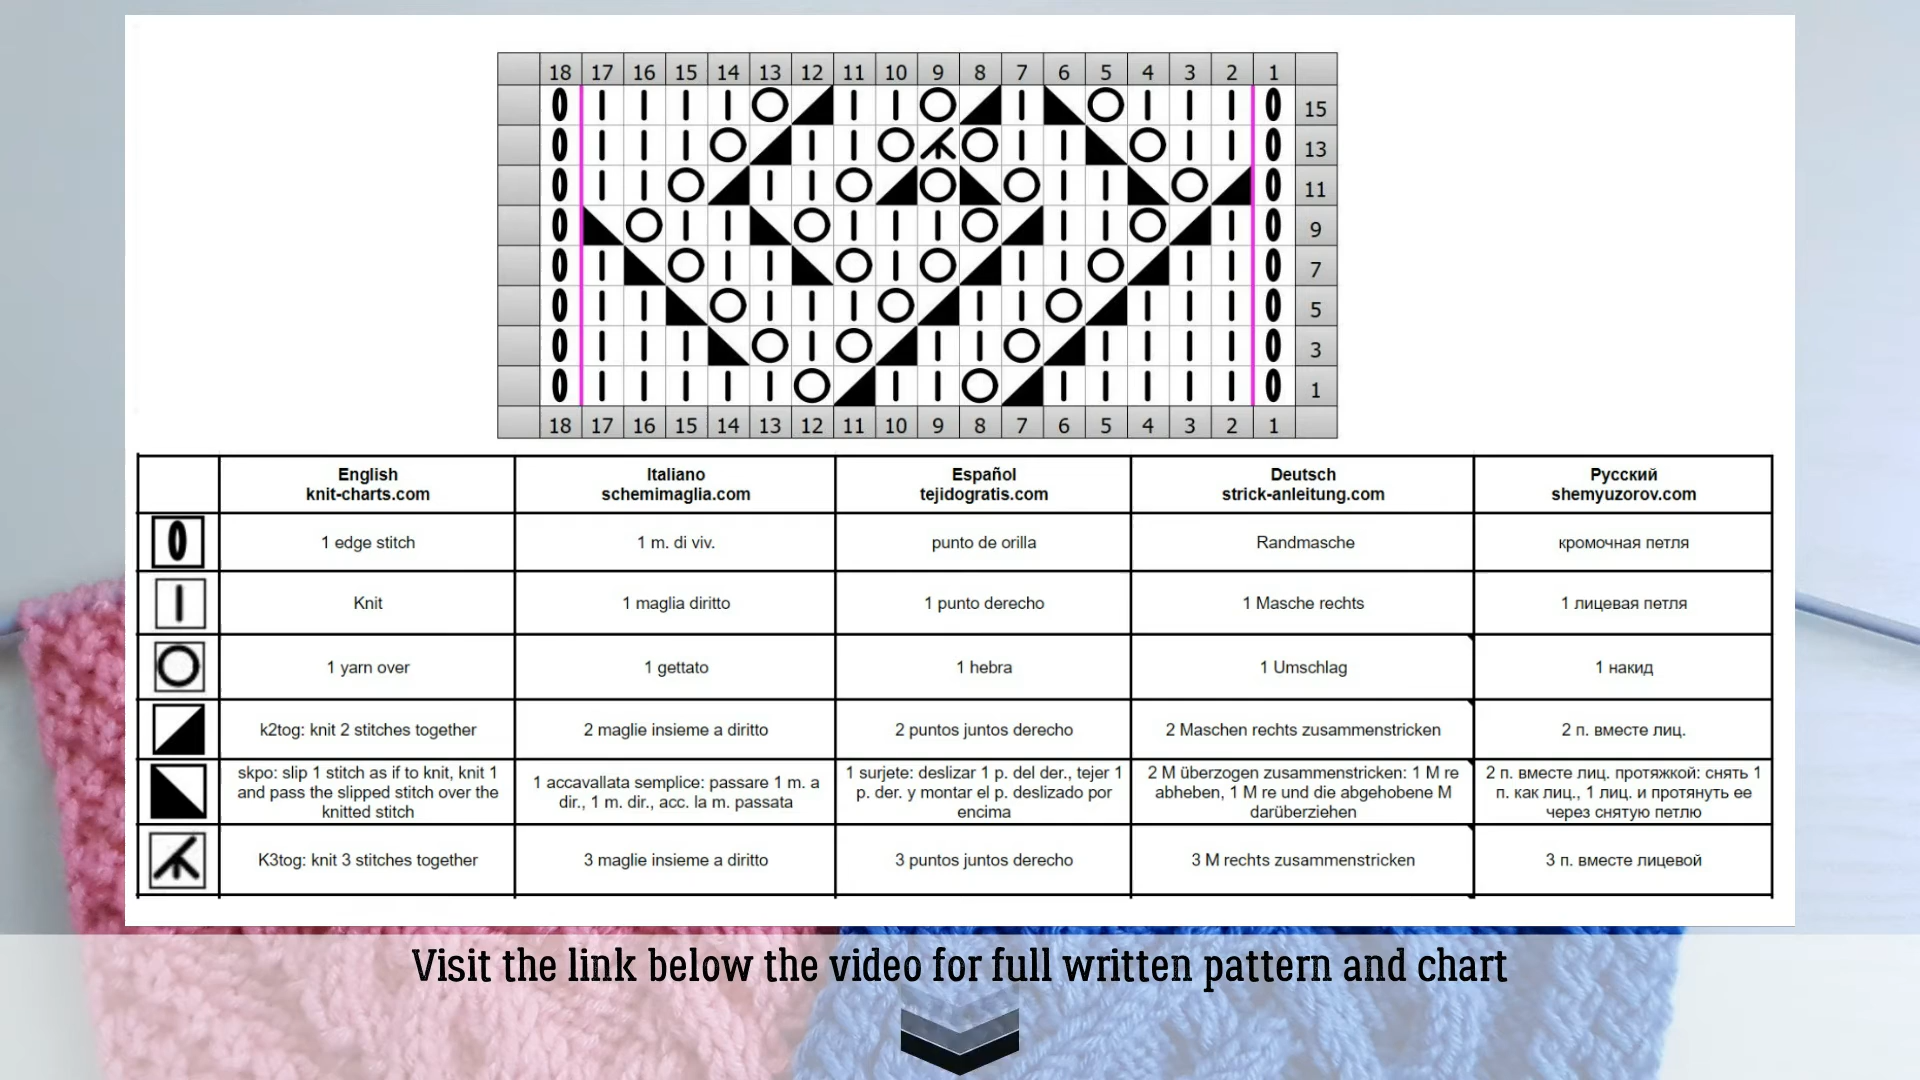 18 17 16 15 14 13 12 11 10 9 8 7 6 5 4 3 2 1
15
13
11
9
7
5
3
1
18 17 16 15 14 13 12 11 10 9 8 7 6 5 4 3 2 1
English
knit-charts.com
Italiano
schemimaglia.com
Español
tejidogratis.com
Deutsch
strick-anleitung.com
Русский
shemyuzorov.com
1 edge stitch
1 m. di viv.
punto de orilla
Randmasche
кромочная петля
Knit
1 maglia diritto
1 punto derecho
1 Masche rechts
1 лицевая петля
1 yarn over
1 gettato
1 hebra
1 Umschlag
1 накид
k2tog: knit 2 stitches together
2 maglie insieme a diritto
2 puntos juntos derecho
2 Maschen rechts zusammenstricken
2 п. вместе лиц.
skpo: slip 1 stitch as if to knit, knit 1
and pass the slipped stitch over the
knitted stitch
1 accavallata semplice: passare 1 m. a
dir., 1 m. dir., acc. la m. passata
1 surjete: deslizar 1 p. del der., tejer 1
p. der. y montar el p. deslizado por
encima
2 M überzogen zusammenstricken: 1 M re
abheben, 1 M re und die abgehobene M
darüberziehen
2 п. вместе лиц. протяжкой: снять 1
п. как лиц., 1 лиц. и протянуть ее
через снятую петлю
K3tog: knit 3 stitches together
3 maglie insieme a diritto
3 puntos juntos derecho
3 M rechts zusammenstricken
3 п. вместе лицевой
Visit the link below the video for full written pattern and chart